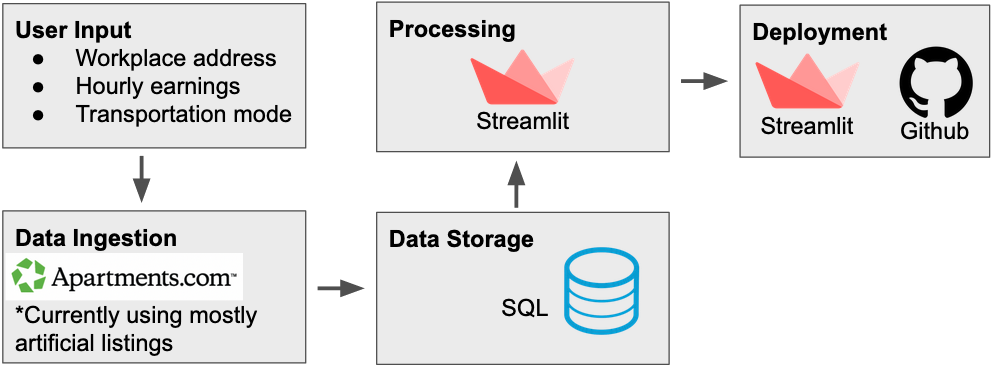 User Input
● Workplace address
● Hourly earnings
● Transportation mode
Data Ingestion
Apartments.com™
*Currently using mostly
artificial listings
Data Storage
SQL
Processing
Streamlit
Deployment
Streamlit
Github